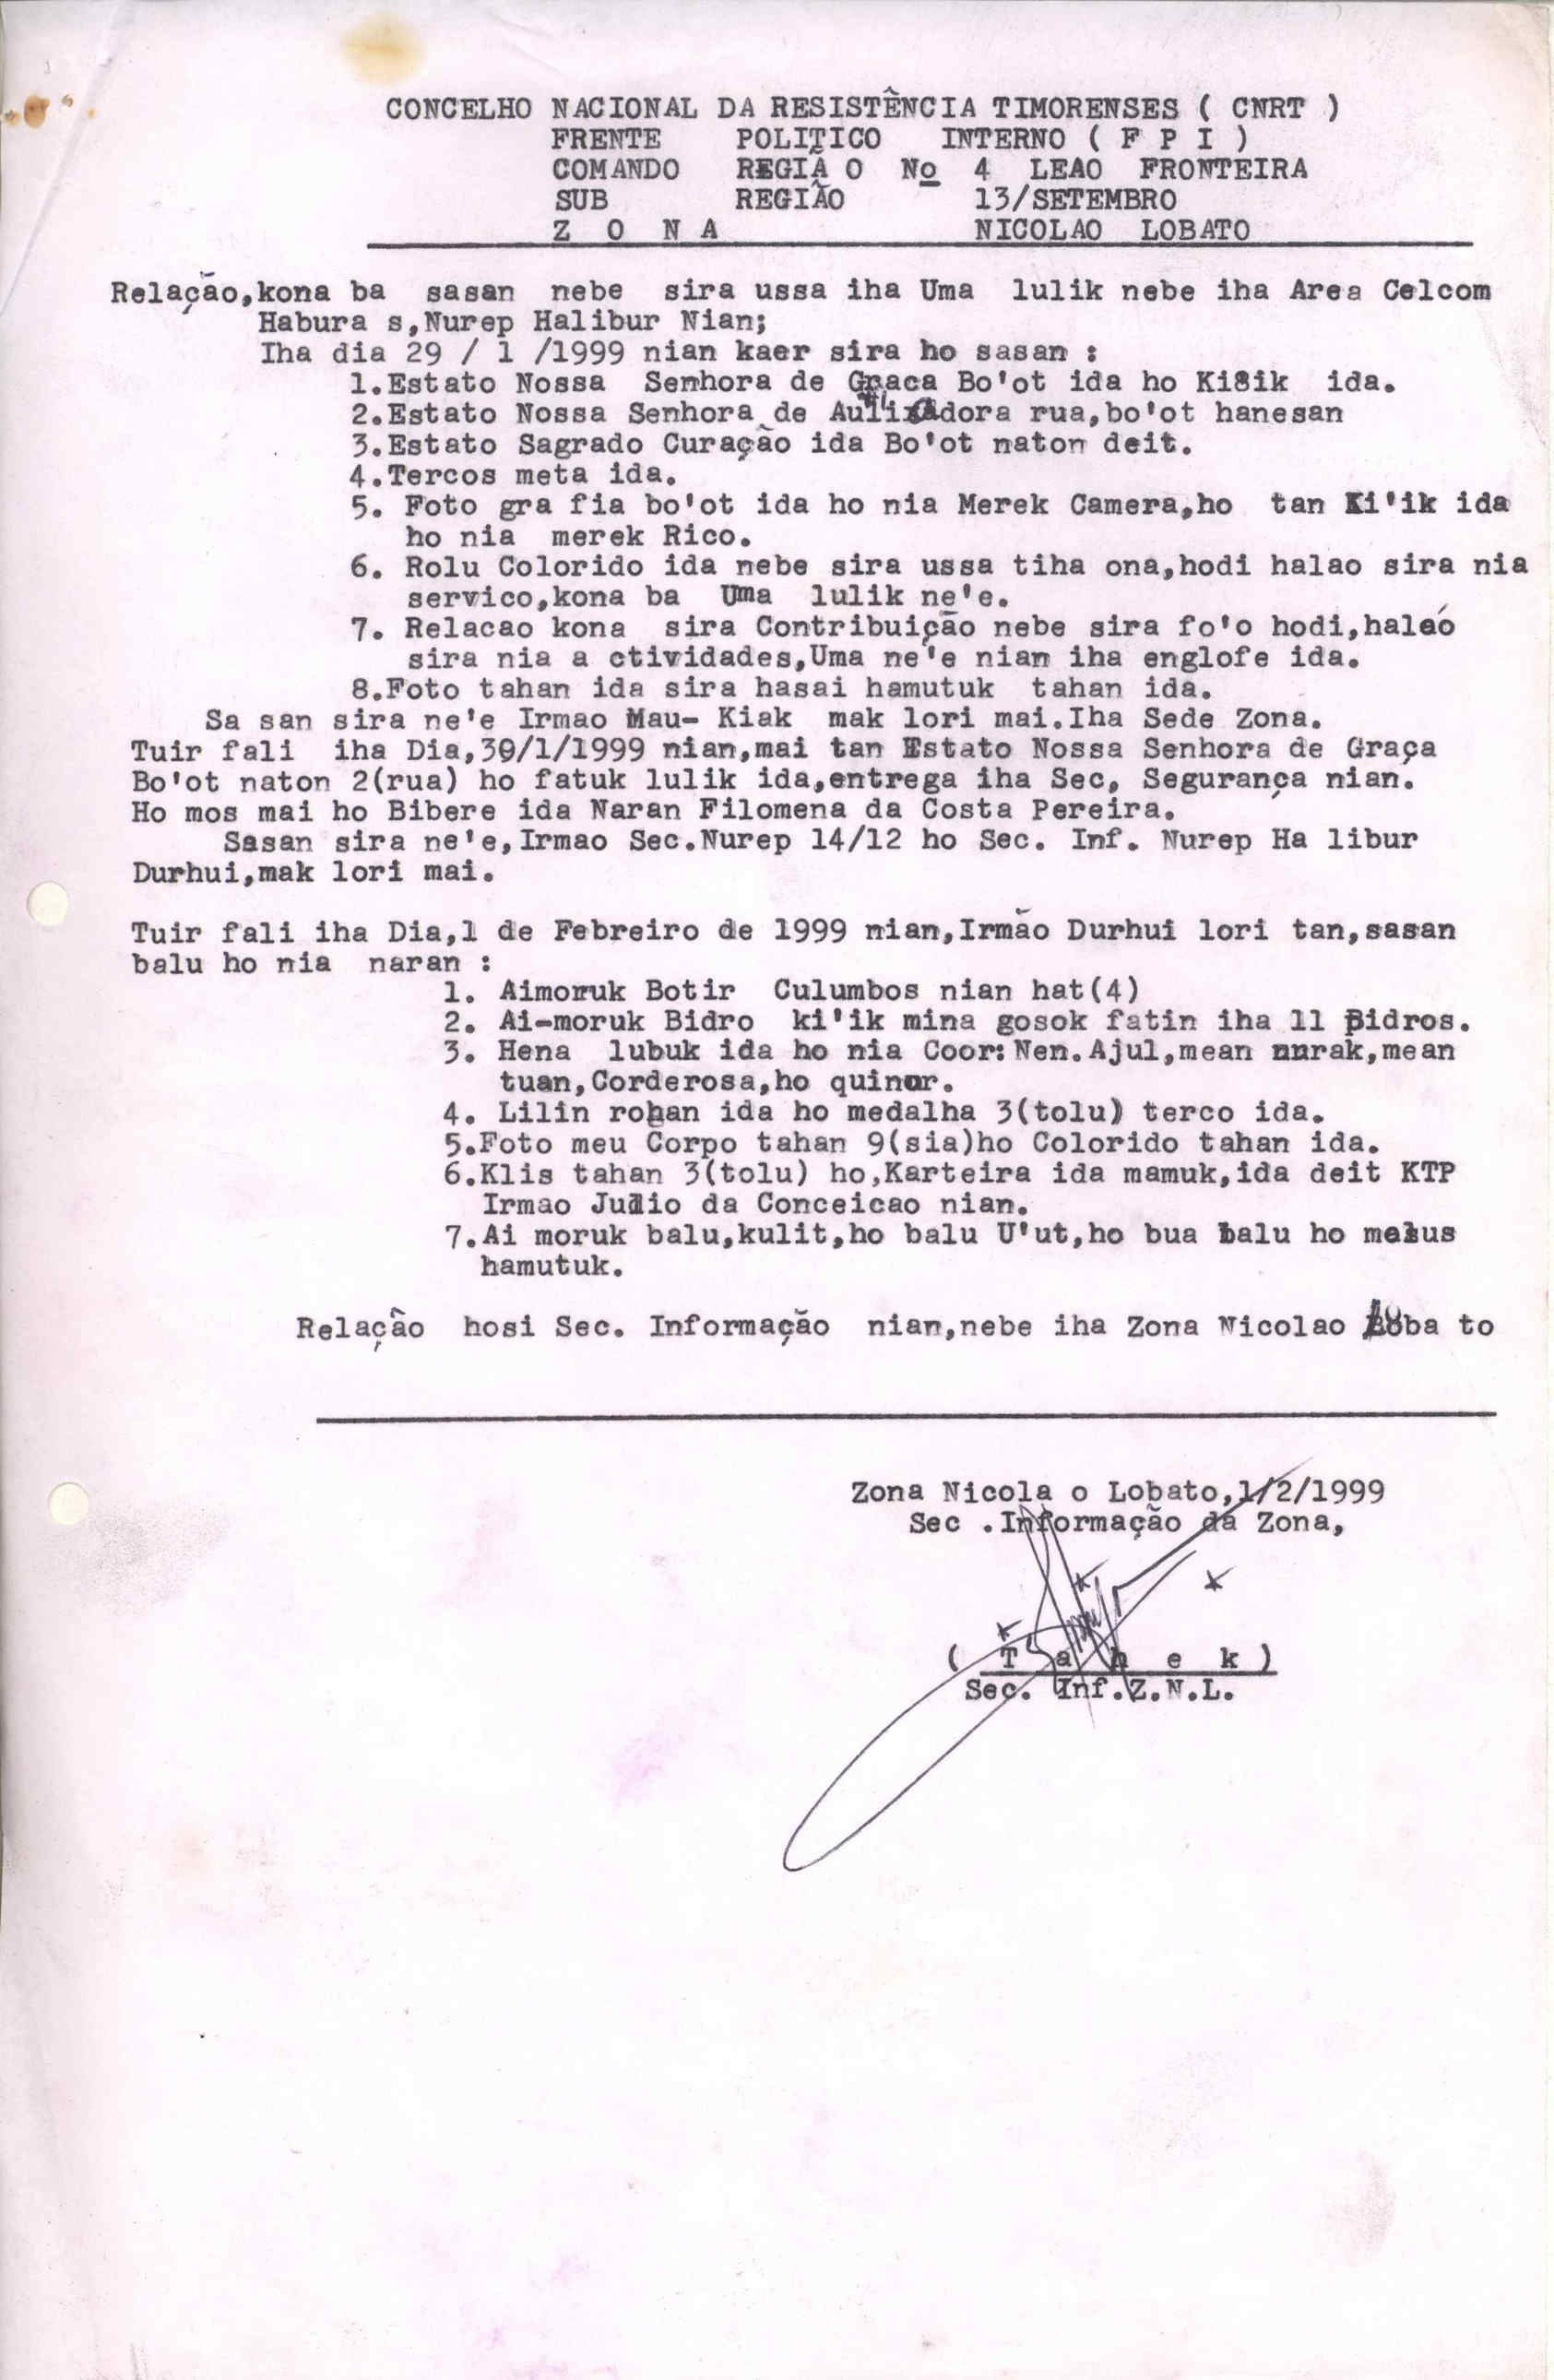 CONCELHO NACIONAL DA RESISTÊNCIA TIMORENSES ( CNRT )
FRENTE POLITICO INTERNO ( F P I )
COMANDO REGIÃ O No 4 LEAO FRONTEIRA
SUB REGIÃO 13/SETEMBRO
Z O N A NICOLAO LOBATO
Relação,kona ba sasan nebe sira ussa iha Uma lulik nebe iha Area Celcom
Habura s,Nurep Halibur Nian;
Iha dia 29 / 1 /1999 nian kaer sira ho sasan :
1.Estato Nossa Senhora de Graca Bo'ot ida ho Ki8ik ida.
2.Estato Nossa Senhora de rua,bo'ot hanesan
3.Estato Sagrado Curação ida Bo'ot naton deit.
4.Tercos meta ida.
5. Foto gra fia bo'ot ida ho nia Merek Camera,ho tan Ki'ik ida
ho nia merek Rico.
6. Rolu Colorido ida nebe sira ussa tiha ona,hodi halao sira nia
servico,kona ba Uma lulik ne'e.
7. Relacao kona sira Contribuição nebe sira fo'o hodi,halaó
sira nia a ctividades,Uma ne'e nian iha englofe ida.
8.Foto tahan ida sira hasai hamutuk tahan ida.
Sa san sira ne'e Irmao Mau- Kiak mak lori mai.Iha Sede Zona.
Tuir fali iha Dia,30/1/1999 nian,mai tan Estato Nossa Senhora de Graça
Bo'ot naton 2(rua) ho fatuk lulik ida,entrega iha Sec, Segurança nian.
Ho mos mai ho Bibere ida Naran Filomena da Costa Pereira.
Sasan sira ne'e,Irmao Sec.Nurep 14/12 ho Sec. Inf. Nurep Ha libur
Durhui,mak lori mai.
Tuir fali iha Dia,1 de Febreiro de 1999 nian,Irmão Durhui lori tan,sasan
balu ho nia naran :
1. Aimoruk Botir Culumbos nian hat(4)
2. Ai-moruk Bidro ki'ik mina gosok fatin iha 11 Bidros.
3. Hena lubuk ida ho nia Coor:Nen.Ajul,mean nurak,mean
tuan,Corderosa,ho quinur.
4. Lilin rohan ida ho medalha 3(tolu) terco ida.
5.Foto meu Corpo tahan 9(sia)ho Colorido tahan ida.
6.Klis tahan 3(tolu) ho,Karteira ida mamuk,ida deit KTP
Irmao Julio da Conceicao nian.
7.Ai moruk balu,kulit,ho balu U'ut,ho bua balu ho malus
hamutuk.
Relação hosi Sec. Informação nian,nebe iha Zona Nicolao Loba to
Zona Nicola o Lobato,1/2/1999
Sec .Informação da Zona,
( T a h e k )
Sec. Inf.Z.N.L.